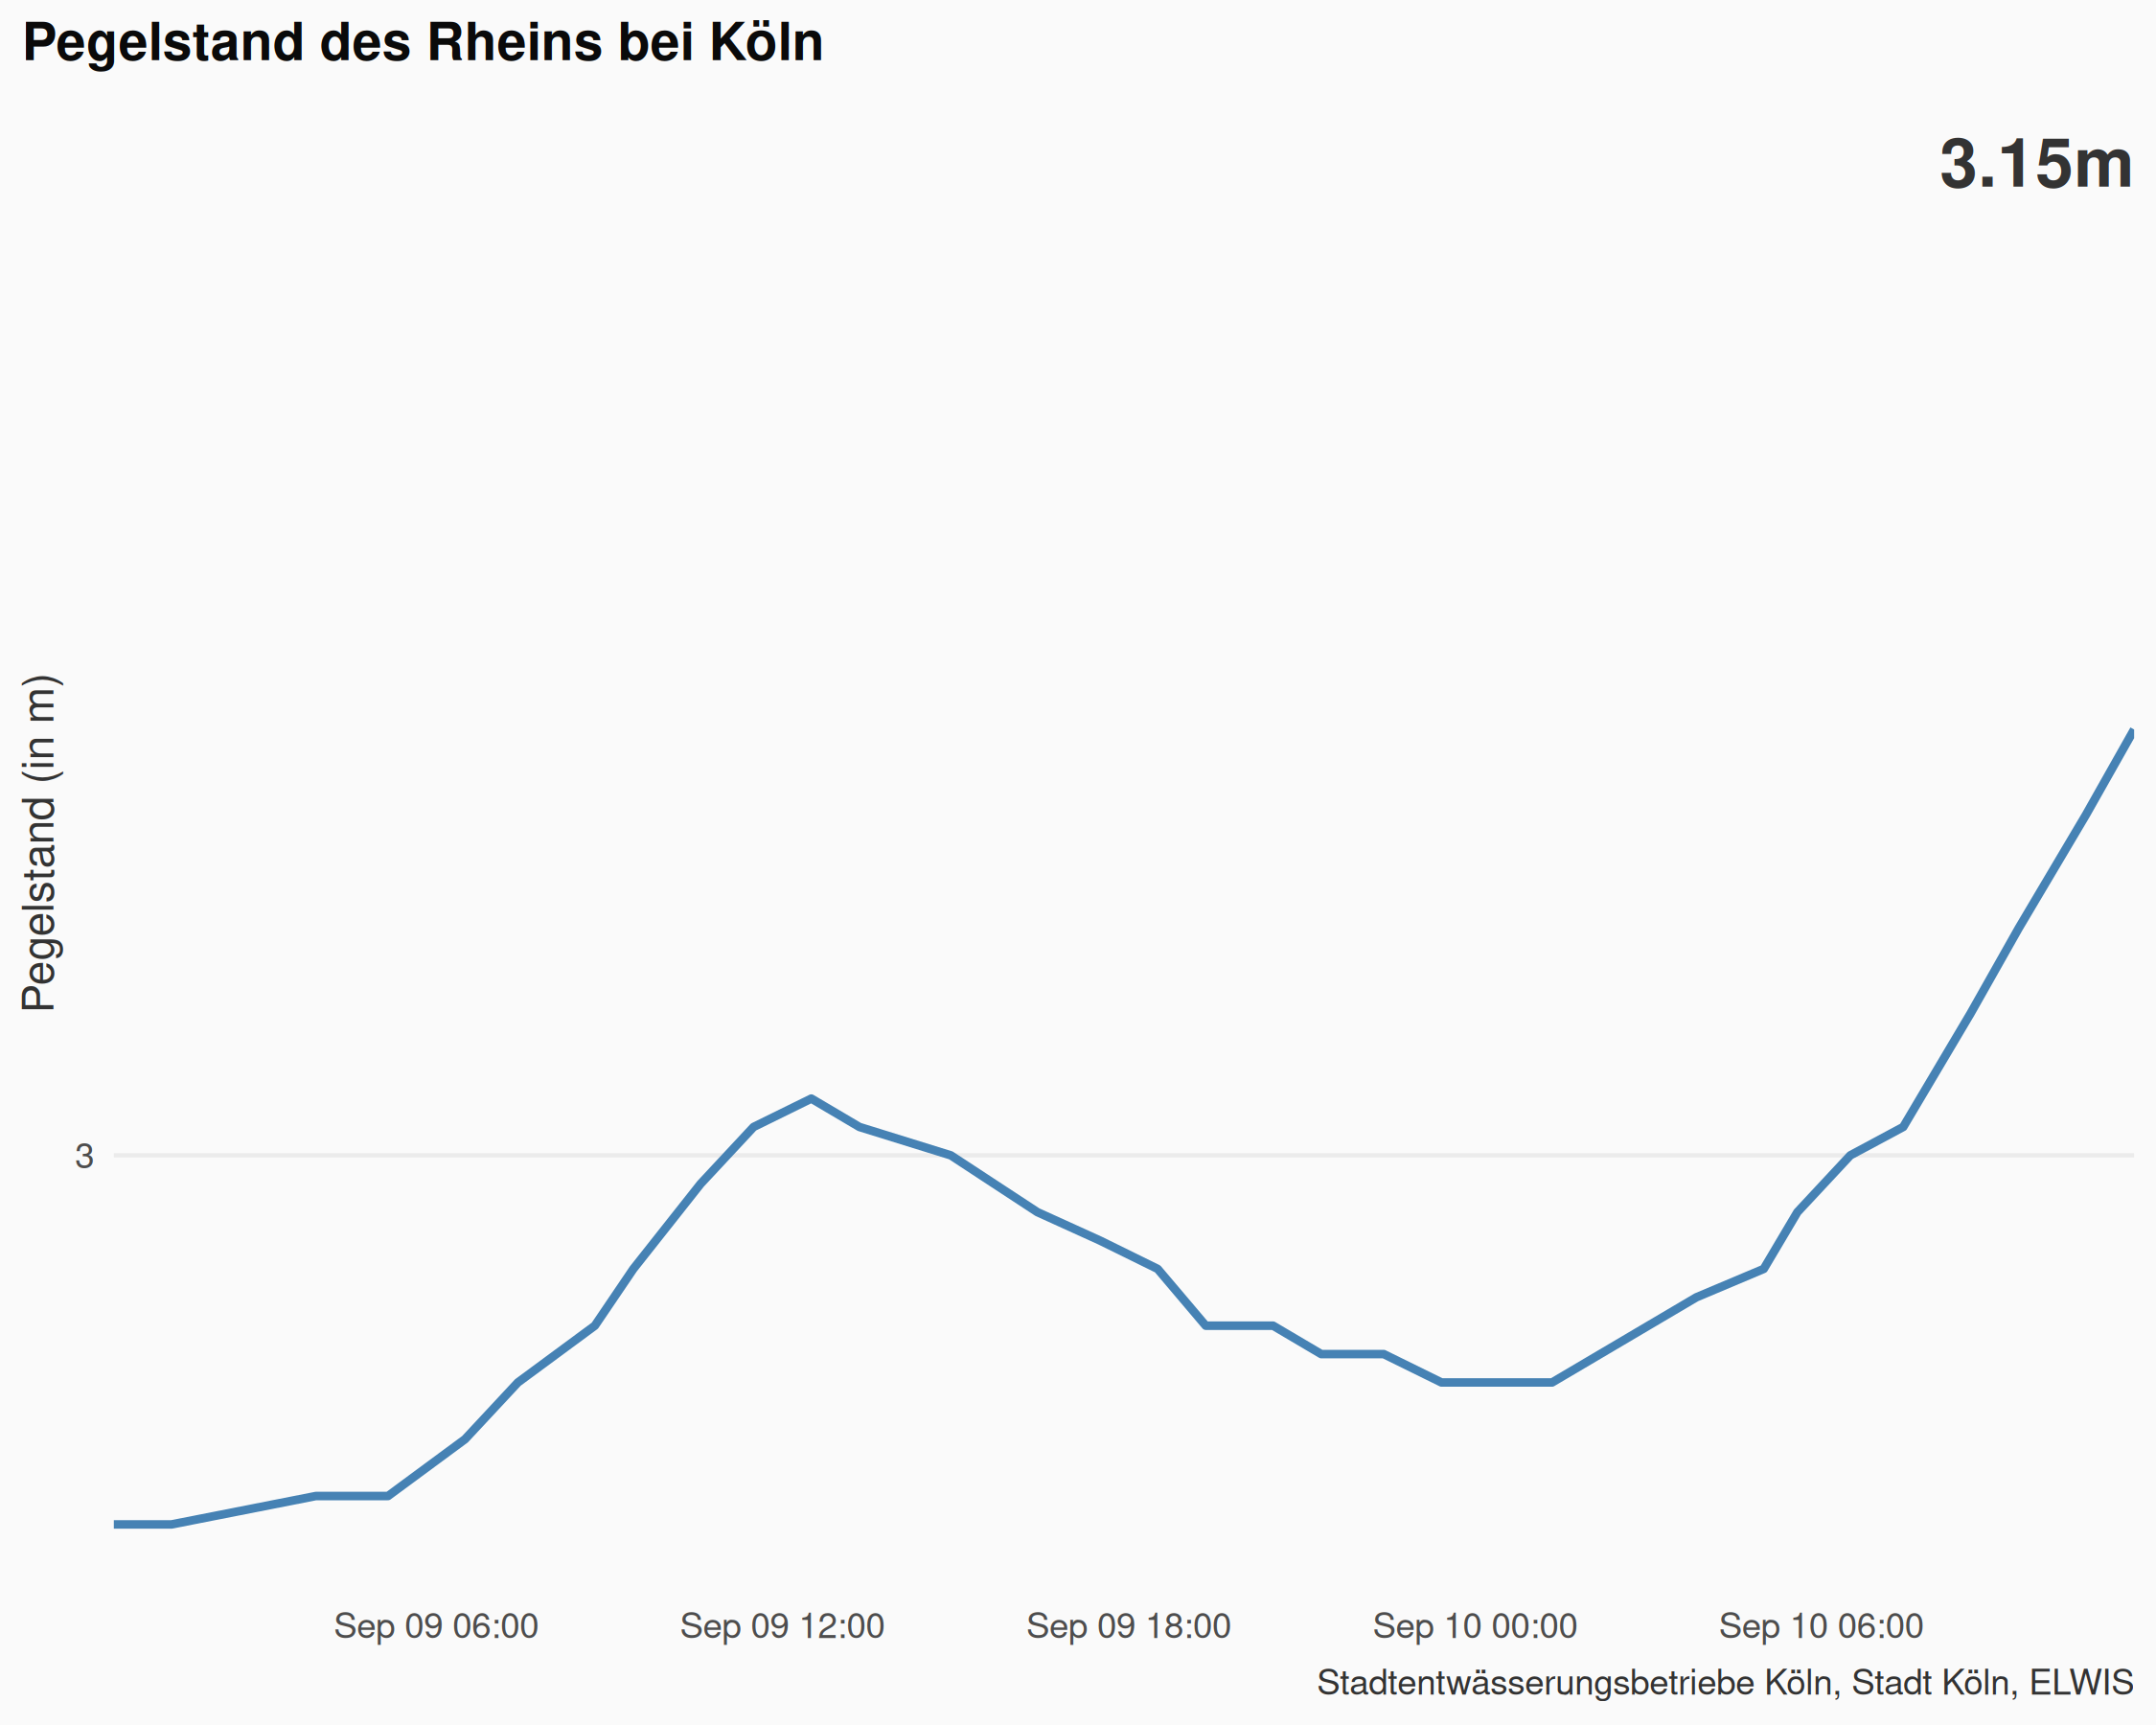 Pegelstand des Rheins bei Köln
3.15m
Pegelstand (in m)
3
Sep 09 06:00 Sep 09 12:00 Sep 09 18:00 Sep 10 00:00 Sep 10 06:00
Stadtentwässerungsbetriebe Köln, Stadt Köln, ELWIS